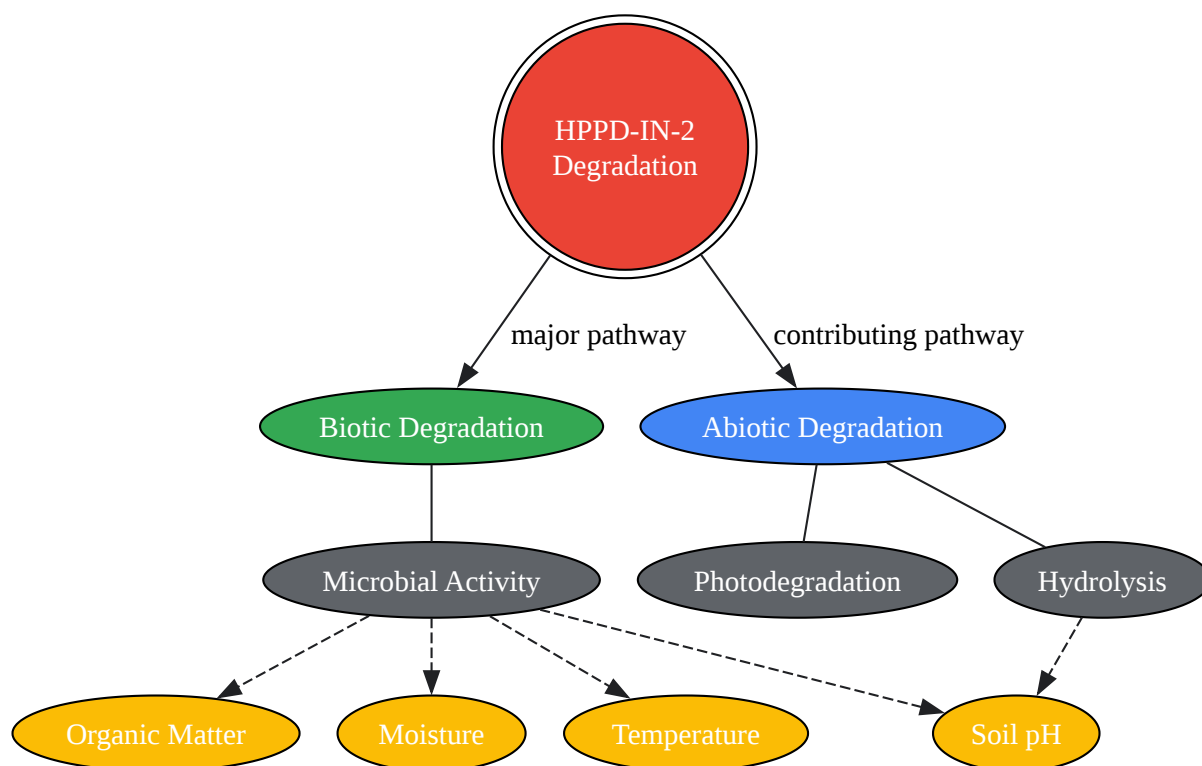 HPPD-IN-2
Degradation
major pathway
contributing pathway
Biotic Degradation
Abiotic Degradation
Microbial Activity
Photodegradation
Hydrolysis
Organic Matter
Moisture
Temperature
Soil pH